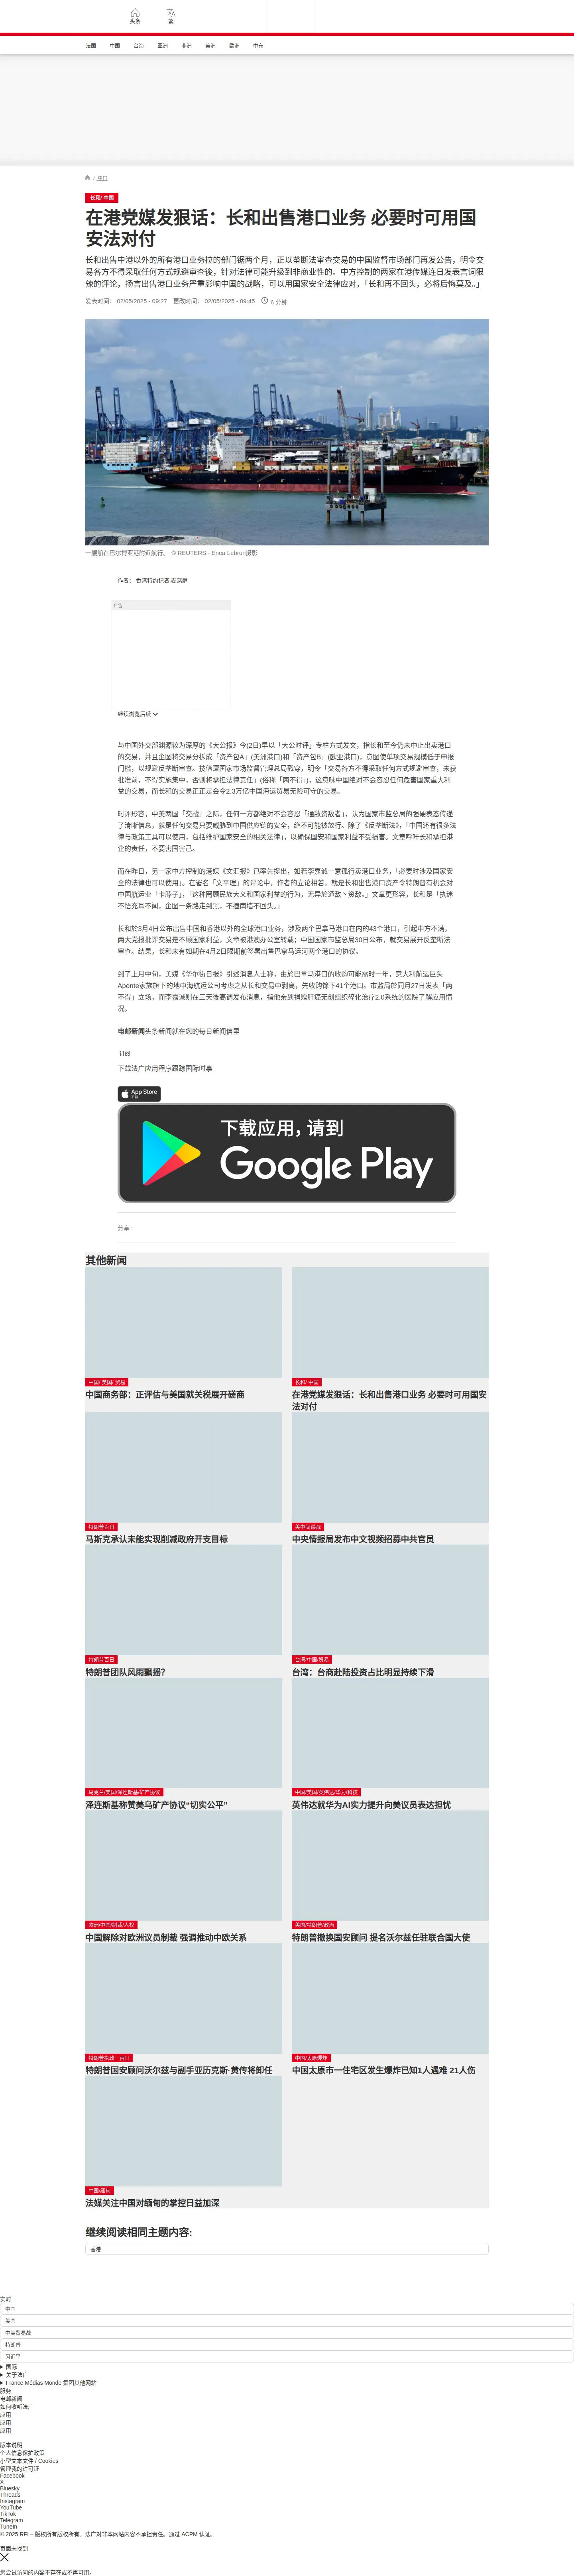 头条
繁
法国
中国
台海
亚洲
非洲
美洲
欧洲
中东
/ 中国
长和/ 中国
在港党媒发狠话：长和出售港口业务 必要时可用国
安法对付
长和出售中港以外的所有港口业务拉的部门锯两个月，正以垄断法审查交易的中国监督市场部门再发公告，明令交
易各方不得采取任何方式规避审查後，针对法律可能升级到非商业性的。中方控制的两家在港传媒连日发表言词狠
辣的评论，扬言出售港口业务严重影响中国的战略，可以用国家安全法律应对，「长和再不回头，必将后悔莫及。」
发表时间： 02/05/2025 - 09:27
更改时间： 02/05/2025 - 09:45
6 分钟
一艘船在巴尔博亚港附近航行。 © REUTERS - Enea Lebrun摄影
作者： 香港特约记者 麦燕庭
广告
继续浏览后续
与中国外交部渊源较为深厚的《大公报》今(2日)早以「大公时评」专栏方式发文，指长和至今仍未中止出卖港口
的交易，并且企图将交易分拆成「资产包A」(美洲港口)和「资产包B」(欧亚港口)，意图使单项交易规模低于申报
门槛，以规避反垄断审查。技俩遭国家市场监督管理总局戳穿，明令「交易各方不得采取任何方式规避审查，未获
批准前，不得实施集中，否则将承担法律责任」(俗称「两不得」)，这意味中国绝对不会容忍任何危害国家重大利
益的交易，而长和的交易正正是会令2.3万亿中国海运贸易无险可守的交易。
时评形容，中美两国「交战」之际，任何一方都绝对不会容忍「通敌资敌者」，认为国家市监总局的强硬表态传递
了清晰信息，就是任何交易只要威胁到中国供应链的安全，绝不可能被放行。除了《反垄断法》，「中国还有很多法
律与政策工具可以使用，包括维护国家安全的相关法律」，以确保国安和国家利益不受损害。文章呼吁长和承担港
企的责任，不要害国害己。
而在昨日，另一家中方控制的港媒《文汇报》已率先提出，如若李嘉诚一意孤行卖港口业务，「必要时涉及国家安
全的法律也可以使用」。在署名「文平理」的评论中，作者的立论相若，就是长和出售港口资产令特朗普有机会对
中国航运业「卡脖子」，「这种罔顾民族大义和国家利益的行为，无异於通敌丶资敌。」文章更形容，长和是「执迷
不悟充耳不闻，企图一条路走到黑，不撞南墙不回头。」
长和於3月4日公布出售中国和香港以外的全球港口业务，涉及两个巴拿马港口在内的43个港口，引起中方不满，
两大党报批评交易是不顾国家利益，文章被港澳办公室转载；中国国家市监总局30日公布，就交易展开反垄断法
审查。结果，长和未有如期在4月2日限期前签署出售巴拿马运河两个港口的协议。
到了上月中旬，美媒《华尔街日报》引述消息人士称，由於巴拿马港口的收购可能需时一年，意大利航运巨头
Aponte家族旗下的地中海航运公司考虑之从长和交易中剥离，先收购馀下41个港口。市监局於同月27日发表「两
不得」立场，而李嘉诚则在三天後高调发布消息，指他亲到捐赠肝癌无创组织碎化治疗2.0系统的医院了解应用情
况。
电邮新闻头条新闻就在您的每日新闻信里
订阅
下载法广应用程序跟踪国际时事
App Store
下载
下载应用，请到
Google Play
分享 :
其他新闻
中国/ 美国/ 贸易
中国商务部：正评估与美国就关税展开磋商
长和/ 中国
在港党媒发狠话：长和出售港口业务 必要时可用国安
法对付
特朗普百日
马斯克承认未能实现削减政府开支目标
美中间谍战
中央情报局发布中文视频招募中共官员
特朗普百日
特朗普团队风雨飘摇？
台湾/中国/贸易
台湾：台商赴陆投资占比明显持续下滑
乌克兰/美国/泽连斯基/矿产协议
泽连斯基称赞美乌矿产协议“切实公平”
中国/美国/英伟达/华为/科技
英伟达就华为AI实力提升向美议员表达担忧
欧洲/中国/制裁/人权
中国解除对欧洲议员制裁 强调推动中欧关系
美国/特朗普/政治
特朗普撤换国安顾问 提名沃尔兹任驻联合国大使
特朗普执政一百日
特朗普国安顾问沃尔兹与副手亚历克斯·黄传将卸任
中国/太原爆炸
中国太原市一住宅区发生爆炸已知1人遇难 21人伤
中国/缅甸
法媒关注中国对缅甸的掌控日益加深
继续阅读相同主题内容:
香港
实时
中国
美国
中美贸易战
特朗普
习近平
国际
关于法广
France Médias Monde 集团其他网站
服务
电邮新闻
如何收听法广
应用
应用
应用
版本说明
个人信息保护政策
小型文本文件 / Cookies
管理我的许可证
Facebook
X
Bluesky
Threads
Instagram
YouTube
TikTok
Telegram
TuneIn
© 2025 RFI – 版权所有版权所有。法广对非本网站内容不承担责任。通过 ACPM 认证。
页面未找到
您尝试访问的内容不存在或不再可用。